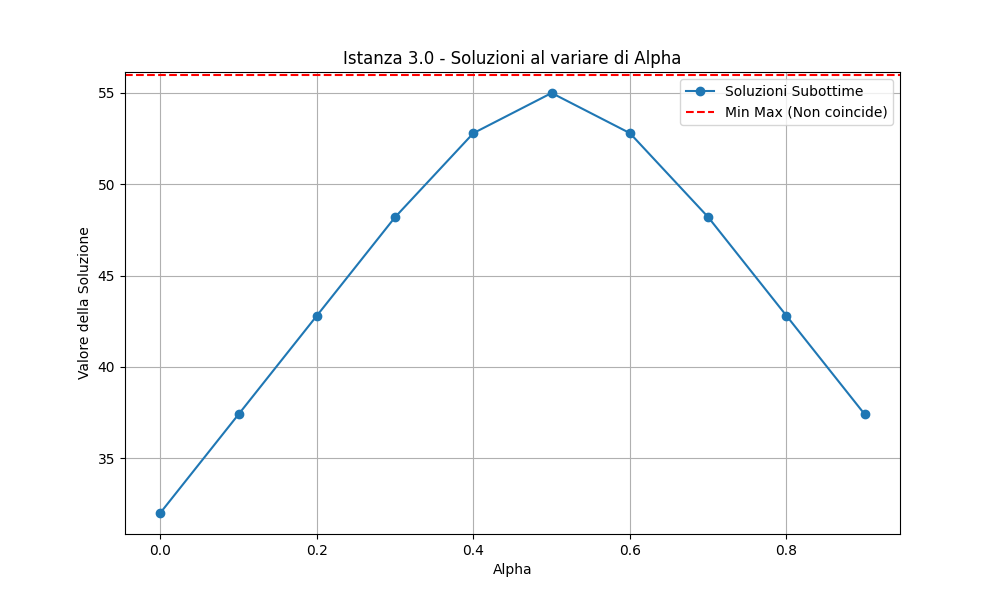 Istanza 3.0 - Soluzioni al variare di Alpha
Soluzioni Subottime
Min Max (Non coincide)
Valore della Soluzione
55
50
45
40
35
0.0 0.2 0.4 0.6 0.8
Alpha